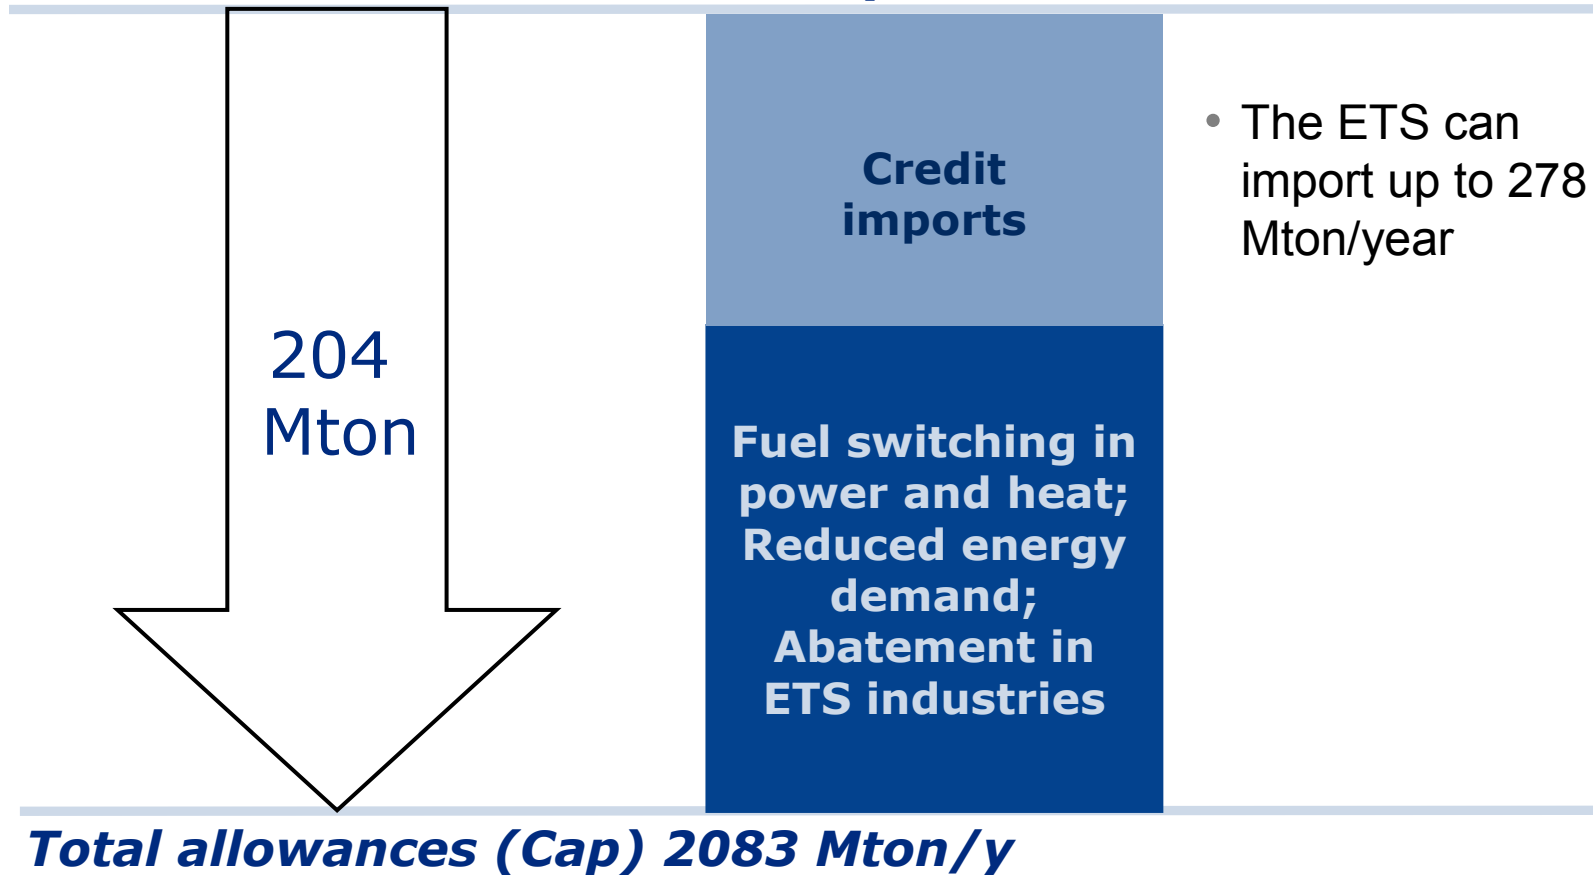 Credit
imports
• The ETS can
import up to 278
Mton/year
204
Mton
Fuel switching in
power and heat;
Reduced energy
demand;
Abatement in
ETS industries
Total allowances (Cap) 2083 Mton/y